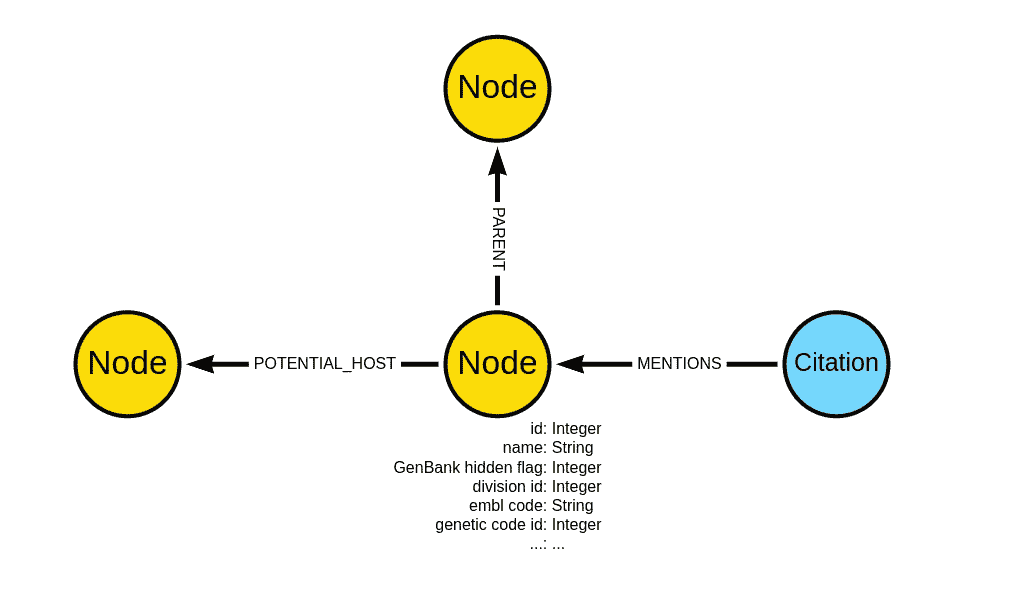 Node
PARENT
Node
POTENTIAL_HOST
Node
MENTIONS
Citation
id: Integer
name: String
GenBank hidden flag: Integer
division id: Integer
embl code: String
genetic code id: Integer
...: ...